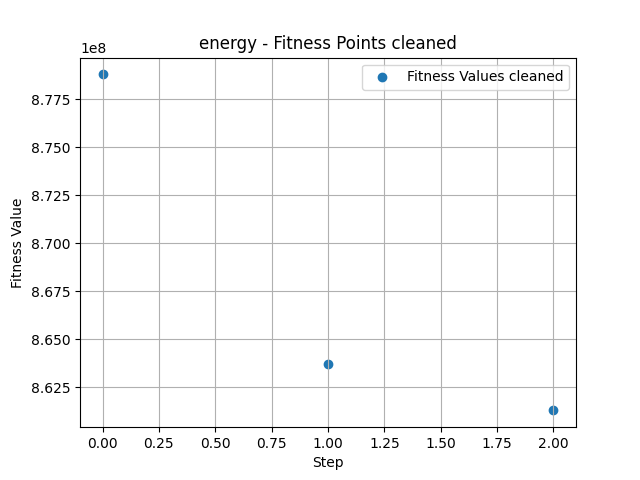 energy - Fitness Points cleaned
1e8
Fitness Values cleaned
8.775
8.750
8.725
8.700
8.675
8.650
8.625
Fitness Value
0.00 0.25 0.50 0.75 1.00 1.25 1.50 1.75 2.00
Step